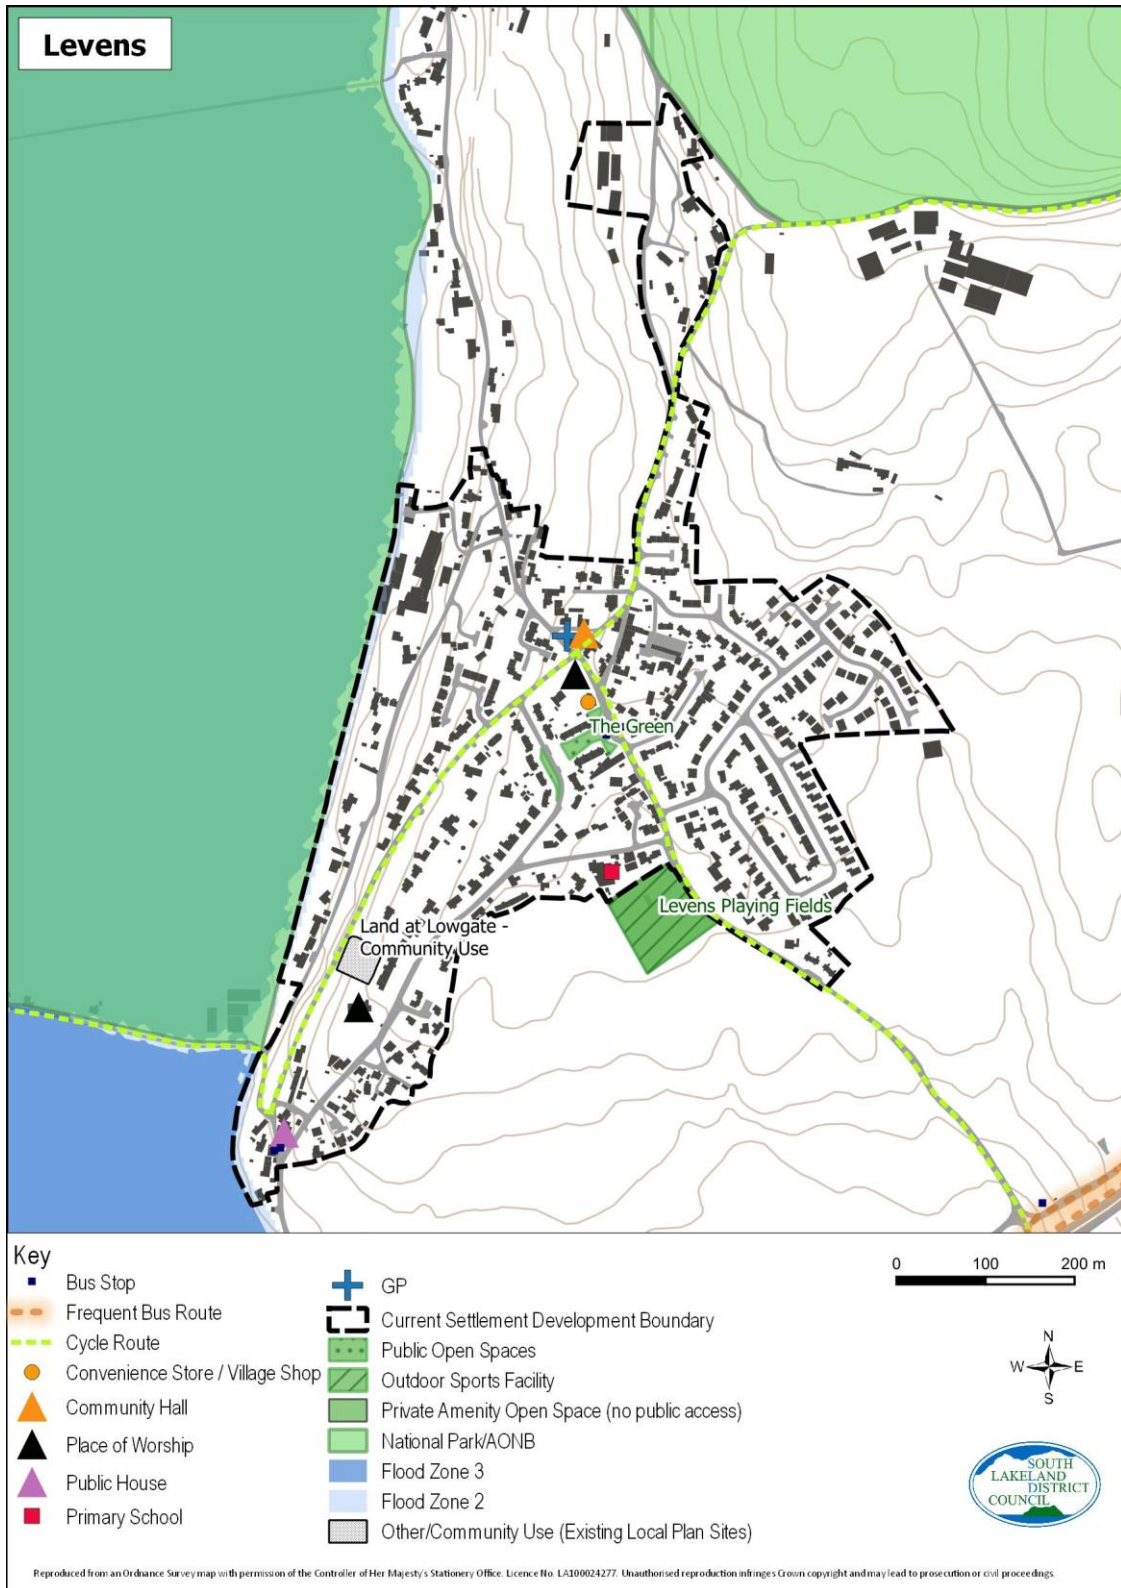 Levens
The Green
Levens Playing Fields
Land at Lowgate -
Community Use
Key
Bus Stop
Frequent Bus Route
Cycle Route
Convenience Store / Village Shop
Community Hall
Place of Worship
Public House
Primary School
GP
Current Settlement Development Boundary
Public Open Spaces
Outdoor Sports Facility
Private Amenity Open Space (no public access)
National Park/AONB
Flood Zone 3
Flood Zone 2
Other/Community Use (Existing Local Plan Sites)
0 100 200 m
N
W E
S
SOUTH
LAKELAND
DISTRICT
COUNCIL
Reproduced from an Ordnance Survey map with permission of the Controller of Her Majesty's Stationery Office. Licence No. LA100024277. Unauthorised reproduction infringes Crown copyright and may lead to prosecution or civil proceedings.